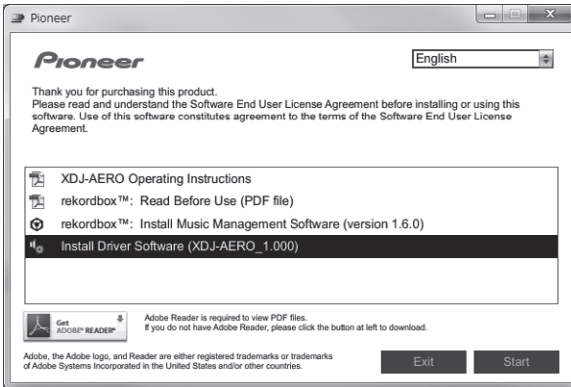 Pioneer
Pioneer
English
Thank you for purchasing this product.
Please read and understand the Software End User License Agreement before installing or using this
software. Use of this software constitutes agreement to the terms of the Software End User License
Agreement.
XDJ-AERO Operating Instructions
rekordbox™: Read Before Use (PDF file)
rekordbox™: Install Music Management Software (version 1.6.0)
Install Driver Software (XDJ-AERO_1.000)
Get
ADOBE® READER®
Adobe Reader is required to view PDF files.
If you do not have Adobe Reader, please click the button at left to download.
Adobe, the Adobe logo, and Reader are either registered trademarks or trademarks
of Adobe Systems Incorporated in the United States and/or other countries.
Exit
Start